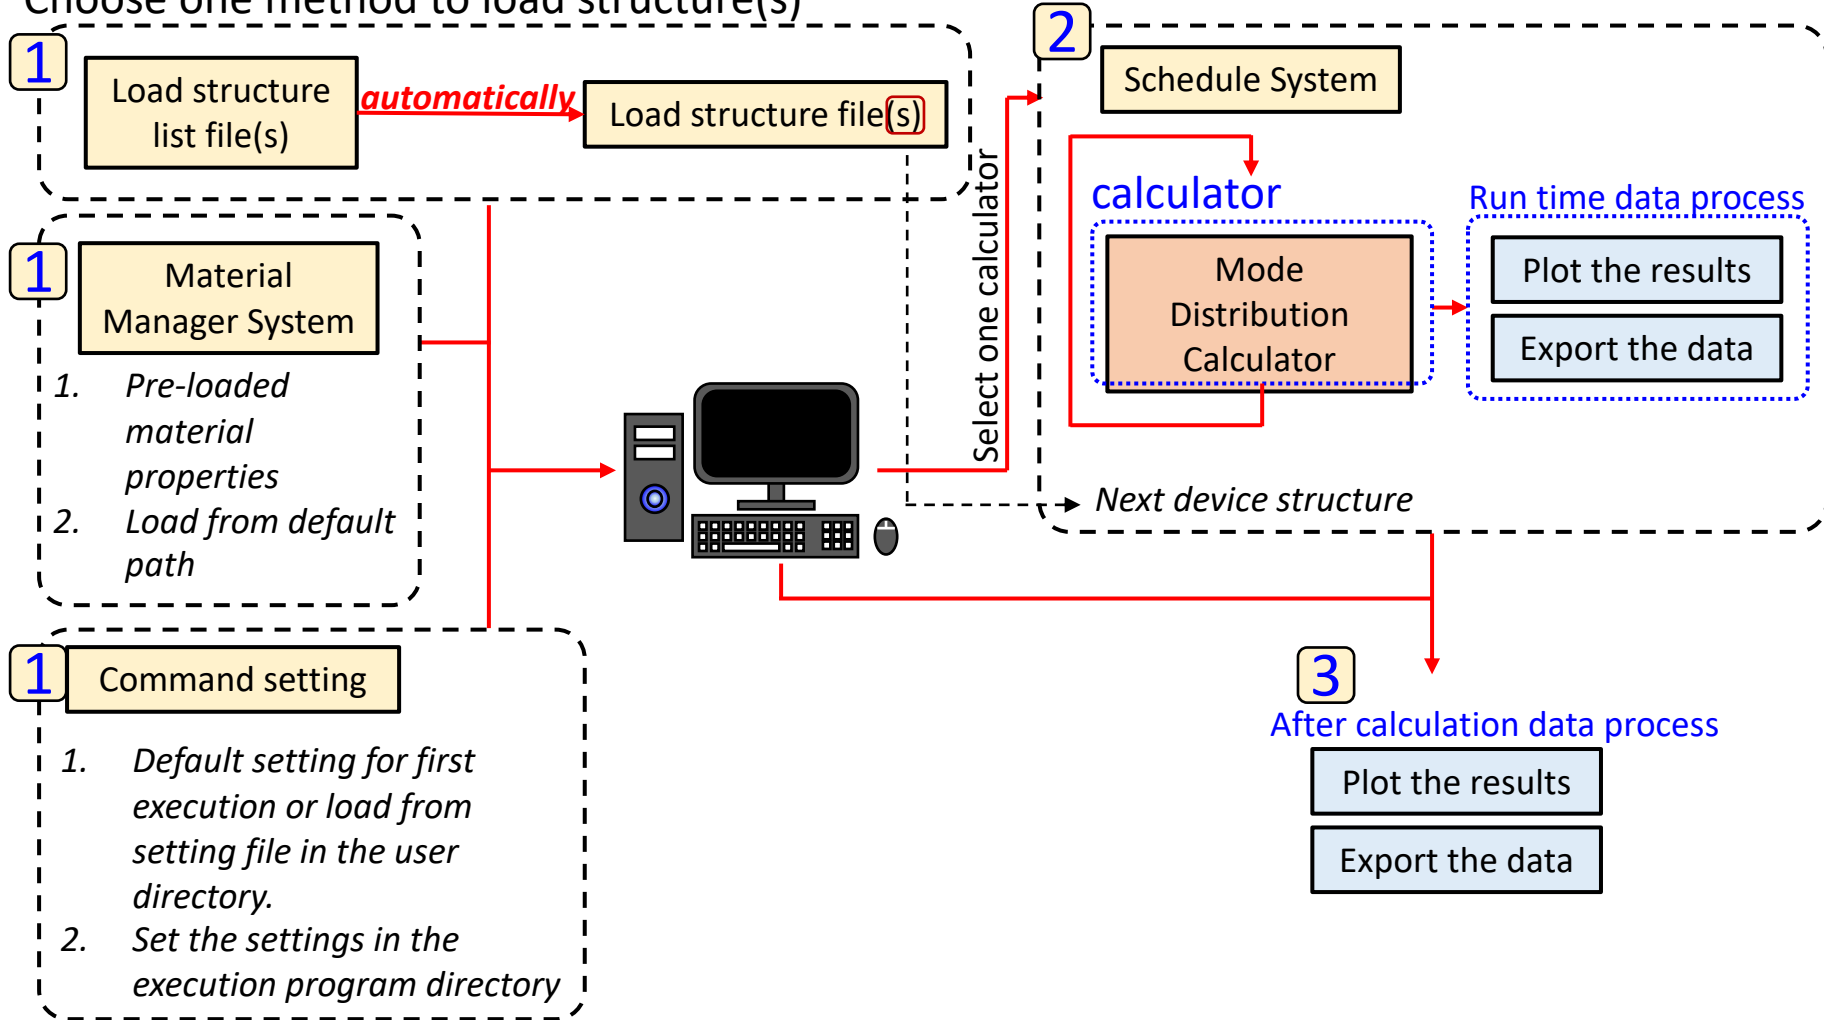 Choose one method to load structure(s)
1
Load structure
list file(s)
automatically
Load structure file(s)
1
Material
Manager System
1. Pre-loaded
material
properties
2. Load from default
path
1
Command setting
1. Default setting for first
execution or load from
setting file in the user
directory.
2. Set the settings in the
execution program directory
Select one calculator
2
Schedule System
calculator
Mode
Distribution
Calculator
Run time data process
Plot the results
Export the data
Next device structure
3
After calculation data process
Plot the results
Export the data